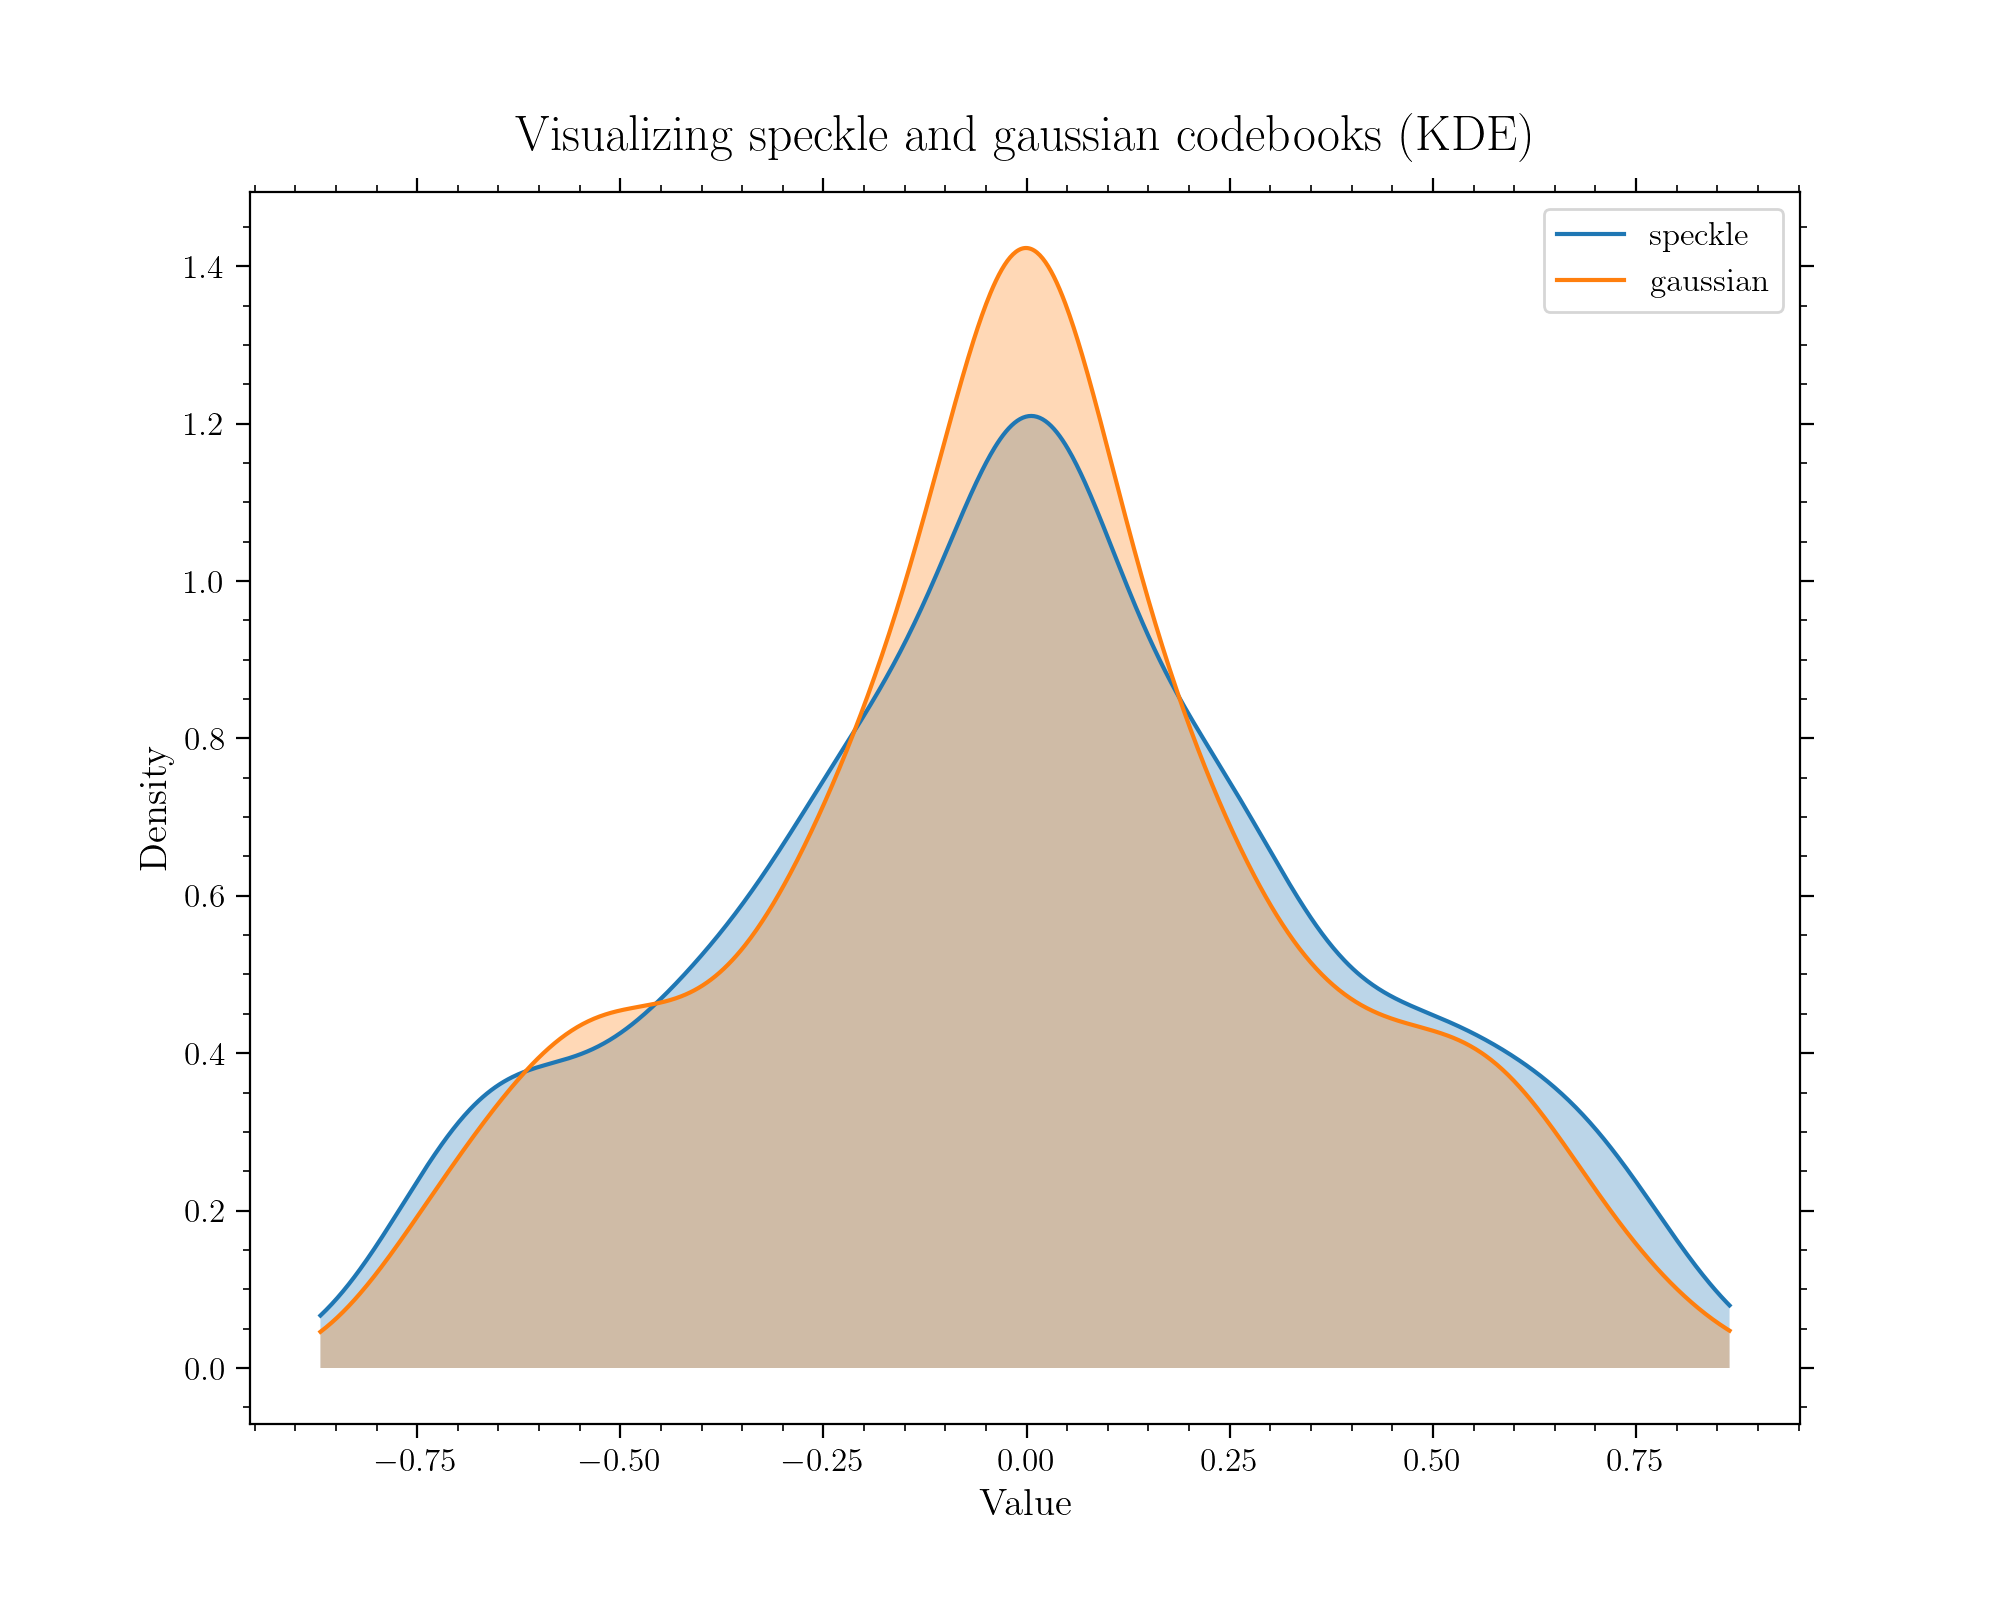 Visualizing speckle and gaussian codebooks (KDE)
speckle
gaussian
Density
1.4
1.2
1.0
0.8
0.6
0.4
0.2
0.0
−0.75 −0.50 −0.25 0.00 0.25 0.50 0.75
Value